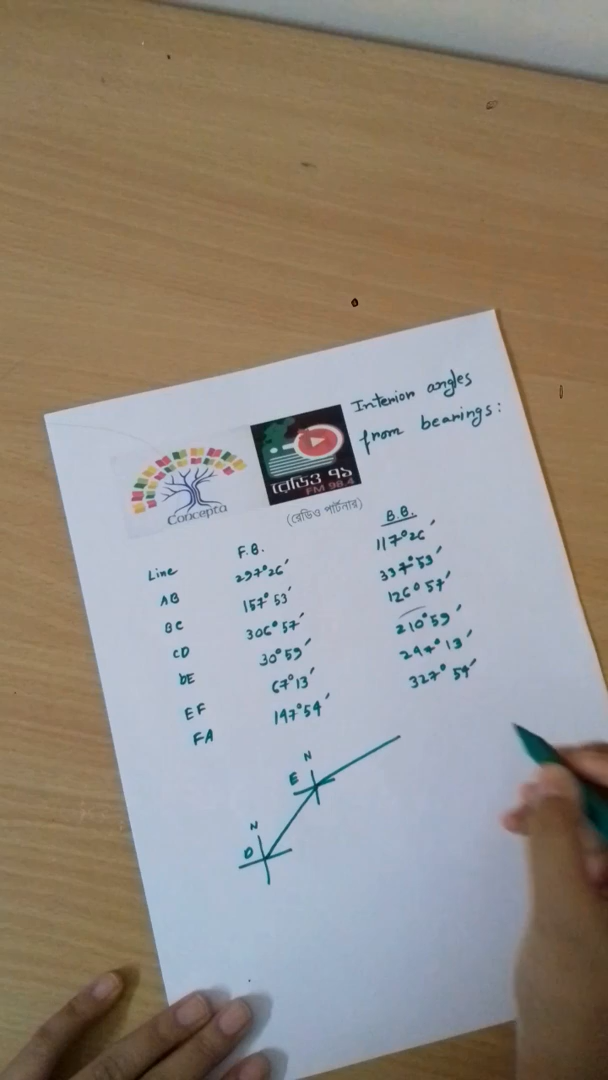 Interior angles
from bearings:
Concepta
রেডিও ৭১
FM 98.4
(রেডিও পার্টনার)
Line F.B. B.B.
AB 297°26′ 117°26′
BC 157°53′ 337°53′
CD 306°57′ 126°57′
DE 30°59′ 210°59′
EF 67°13′ 247°13′
FA 147°54′ 327°54′
N
E
N
D